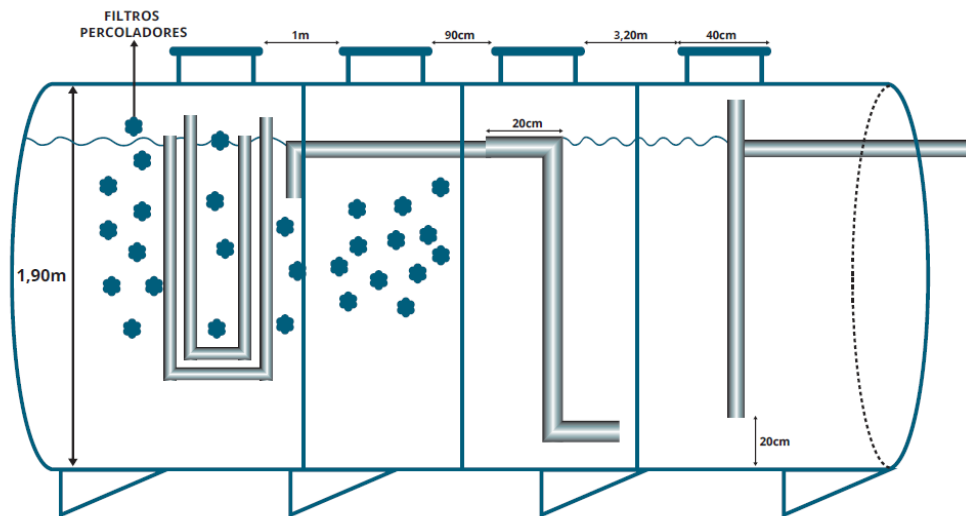 FILTROS
PERCOLADORES
1m
90cm
3,20m
40cm
20cm
1,90m
20cm